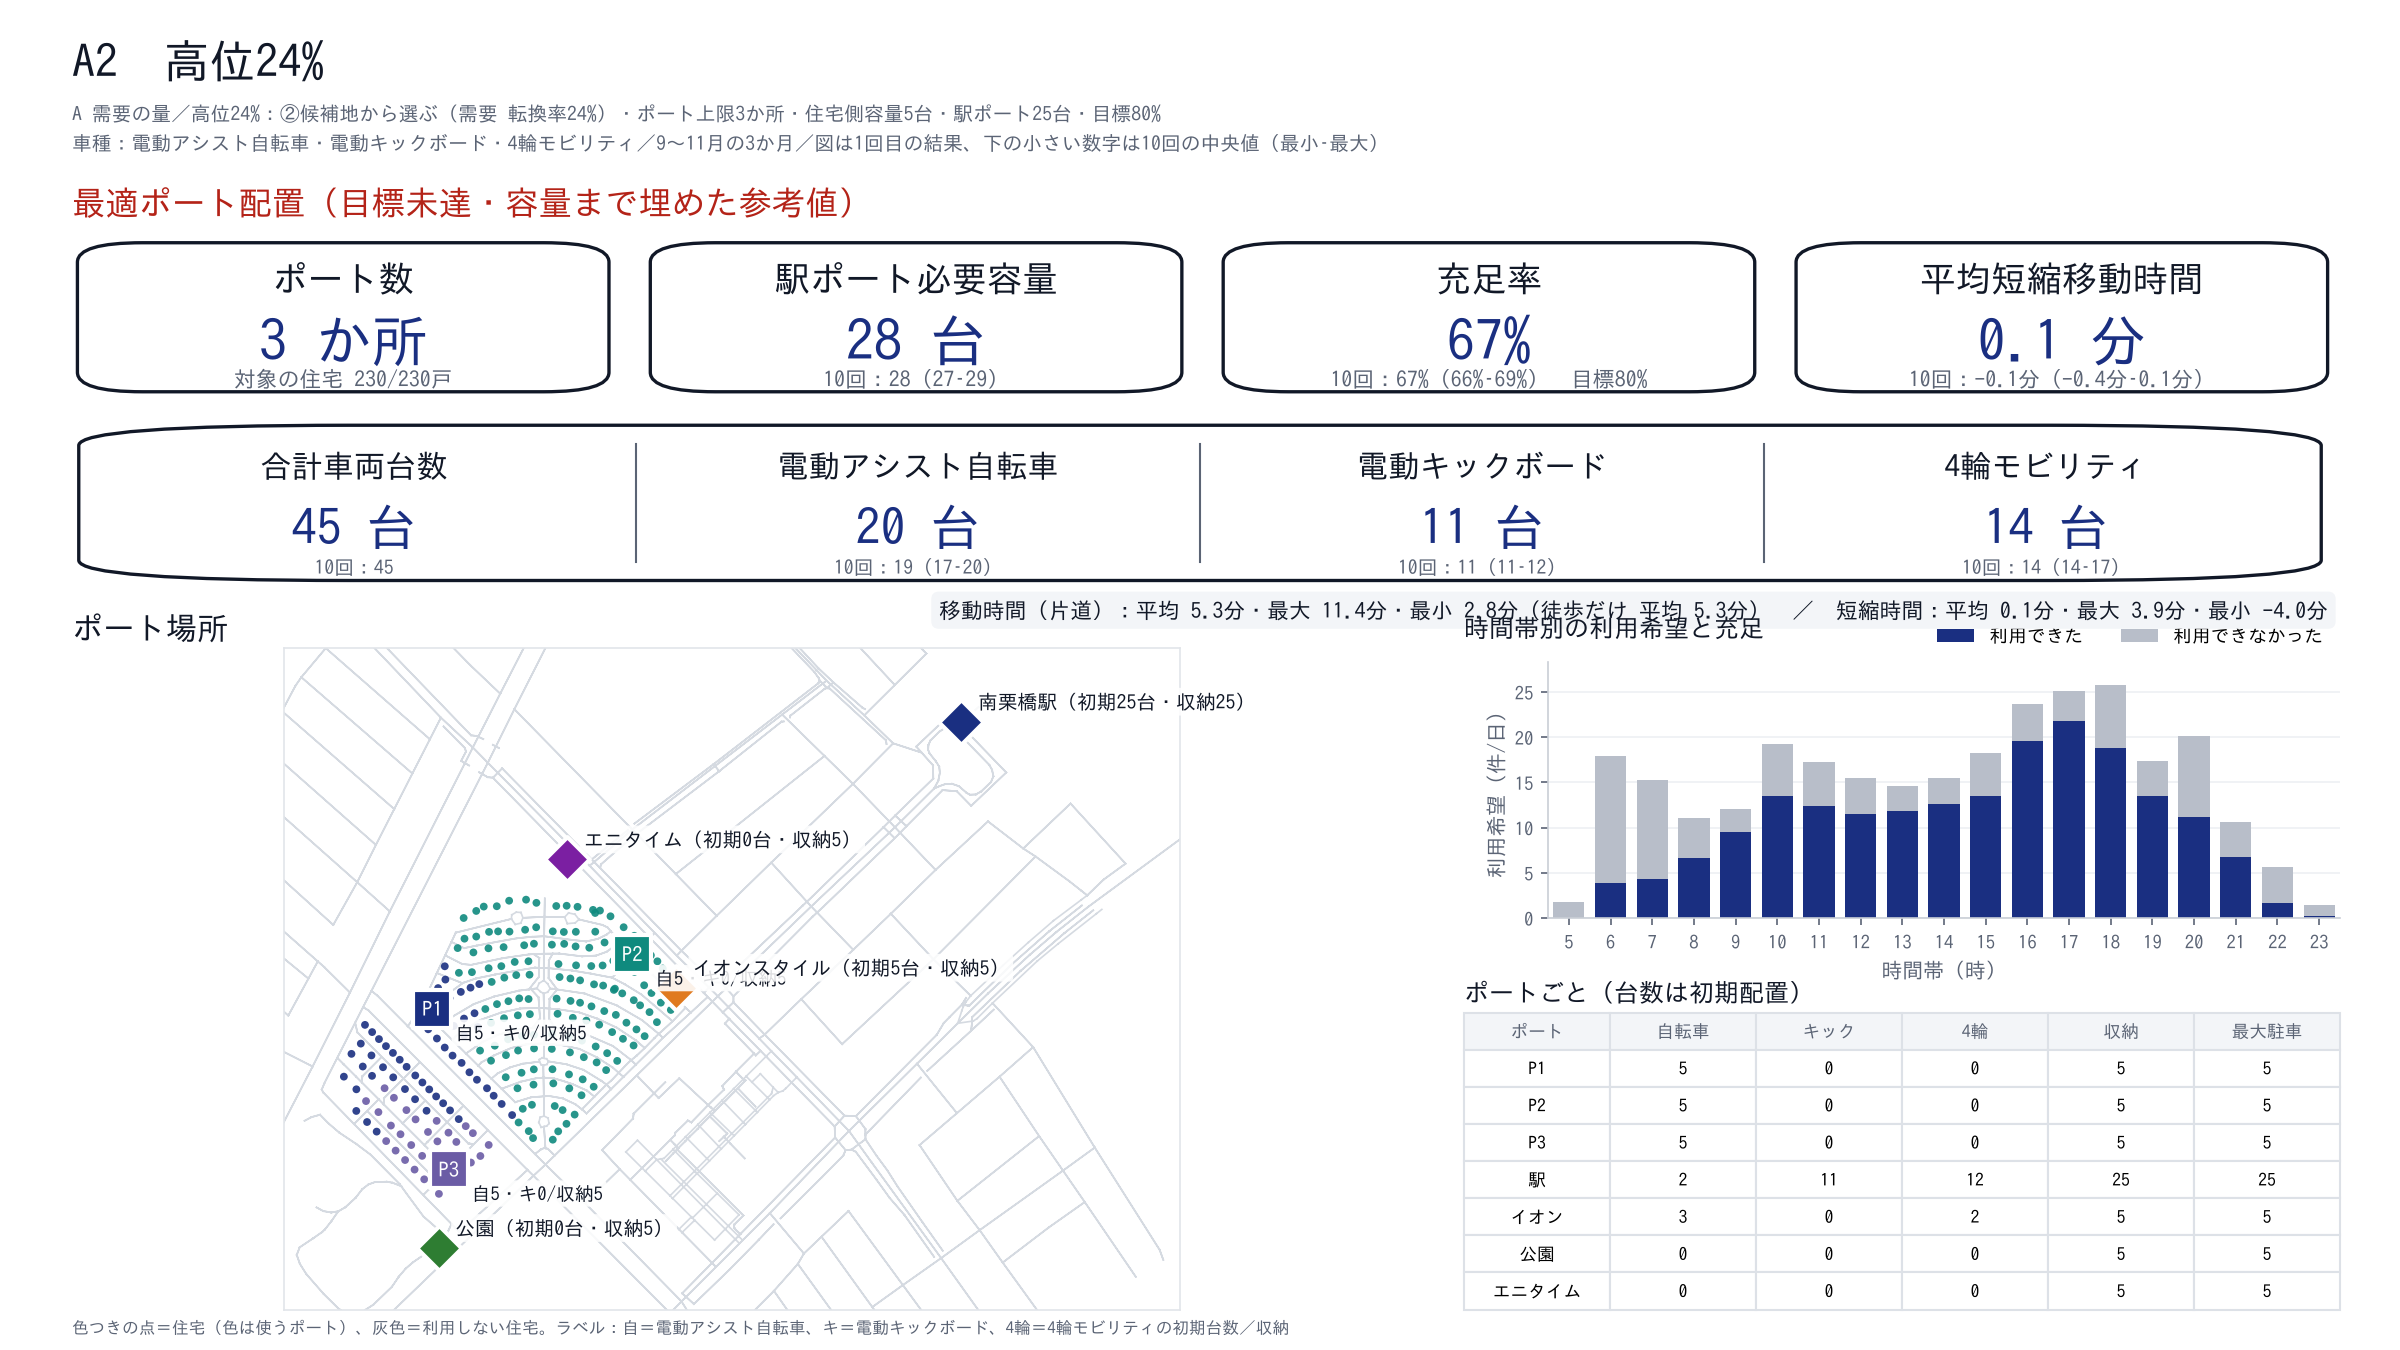 A2　高位24%
A 需要の量／高位24%：②候補地から選ぶ（需要 転換率24%）・ポート上限3か所・住宅側容量5台・駅ポート25台・目標80%
車種：電動アシスト自転車・電動キックボード・4輪モビリティ／9～11月の3か月／図は1回目の結果、下の小さい数字は10回の中央値（最小-最大）
最適ポート配置（目標未達・容量まで埋めた参考値）
ポート数
3 か所
対象の住宅 230/230戸
駅ポート必要容量
28 台
10回：28（27-29）
充足率
67%
10回：67%（66%-69%）　目標80%
平均短縮移動時間
0.1 分
10回：−0.1分（−0.4分-0.1分）
合計車両台数
45 台
10回：45
電動アシスト自転車
20 台
10回：19（17-20）
電動キックボード
11 台
10回：11（11-12）
4輪モビリティ
14 台
10回：14（14-17）
移動時間（片道）：平均 5.3分・最大 11.4分・最小 2.8分（徒歩だけ 平均 5.3分）　／　短縮時間：平均 0.1分・最大 3.9分・最小 −4.0分
ポート場所
南栗橋駅（初期25台・収納25）
エニタイム（初期0台・収納5）
P2
イオンスタイル（初期5台・収納5）
自5・キ0/収納5
P1
自5・キ0/収納5
P3
自5・キ0/収納5
公園（初期0台・収納5）
時間帯別の利用希望と充足
利用できた
利用できなかった
利用希望（件/日）
25
20
15
10
5
0
5 6 7 8 9 10 11 12 13 14 15 16 17 18 19 20 21 22 23
時間帯（時）
ポートごと（台数は初期配置）
ポート 自転車 キック 4輪 収納 最大駐車
P1 5 0 0 5 5
P2 5 0 0 5 5
P3 5 0 0 5 5
駅 2 11 12 25 25
イオン 3 0 2 5 5
公園 0 0 0 5 5
エニタイム 0 0 0 5 5
色つきの点＝住宅（色は使うポート）、灰色＝利用しない住宅。ラベル：自＝電動アシスト自転車、キ＝電動キックボード、4輪＝4輪モビリティの初期台数／収納